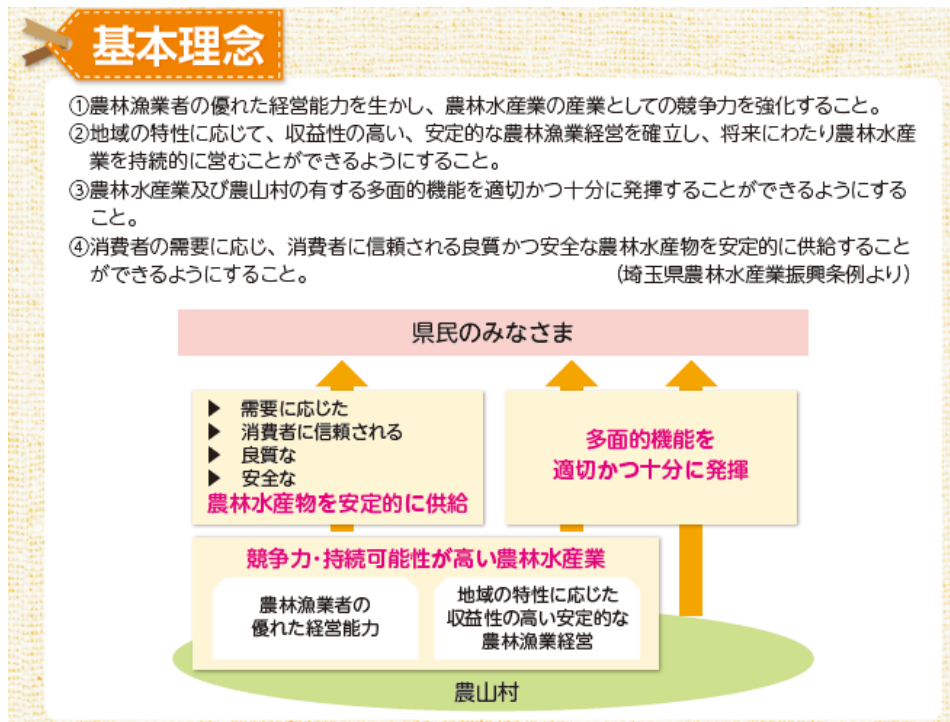 基本理念
①農林漁業者の優れた経営能力を生かし、農林水産業の産業としての競争力を強化すること。
②地域の特性に応じて、収益性の高い、安定的な農林漁業経営を確立し、将来にわたり農林水産
業を持続的に営むことができるようにすること。
③農林水産業及び農山村の有する多面的機能を適切かつ十分に発揮することができるようにする
こと。
④消費者の需要に応じ、消費者に信頼される良質かつ安全な農林水産物を安定的に供給すること
ができるようにすること。 (埼玉県農林水産業振興条例より)
県民のみなさま
▶ 需要に応じた
▶ 消費者に信頼される
▶ 良質な
▶ 安全な
農林水産物を安定的に供給
多面的機能を
適切かつ十分に発揮
競争力・持続可能性が高い農林水産業
農林漁業者の
優れた経営能力
地域の特性に応じた
収益性の高い安定的な
農林漁業経営
農山村